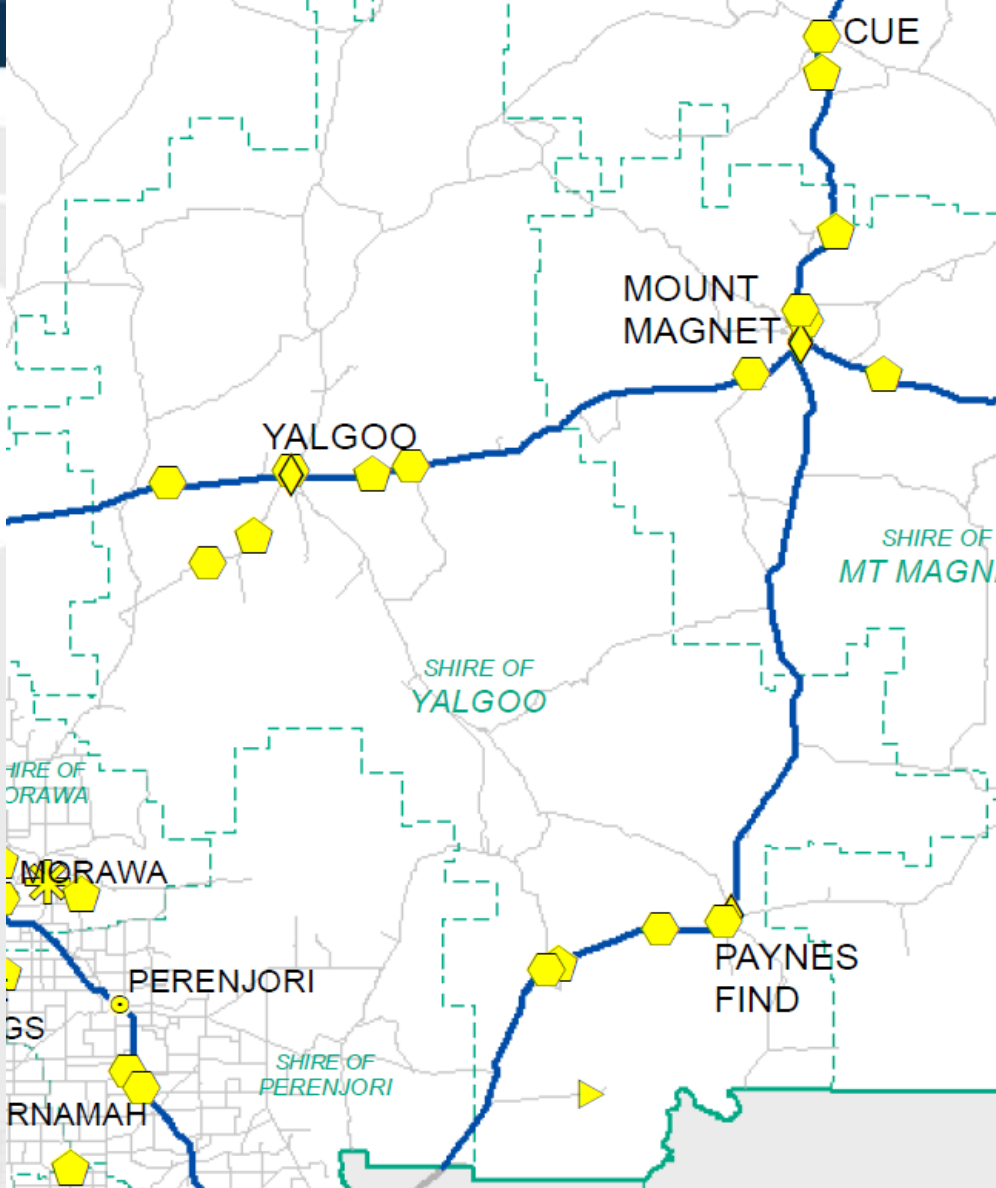 CUE
MOUNT
MAGNET
YALGOO
SHIRE OF
MT MAGN
SHIRE OF
YALGOO
HIRE OF
ORAWA
MORAWA
PAYNES
FIND
PERENJORI
GS
SHIRE OF
PERENJORI
RNAMAH